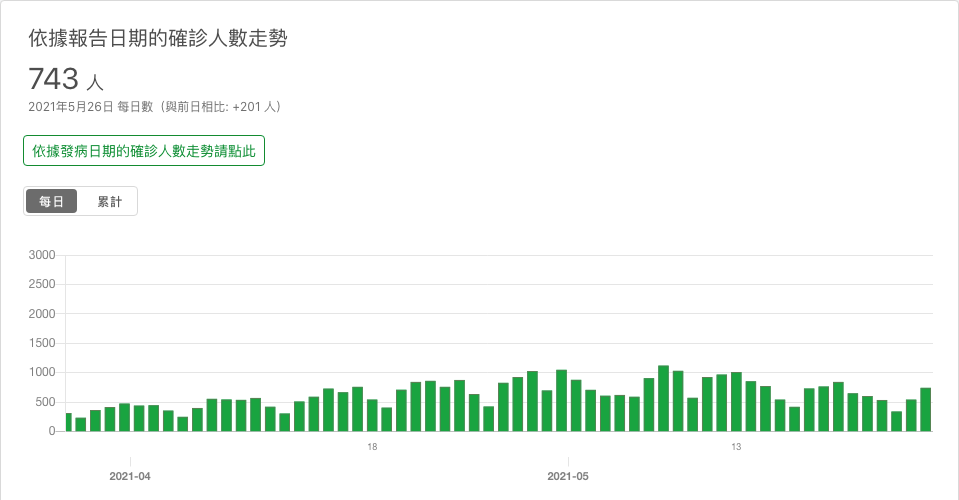 依據報告日期的確診人數走勢
743 人
2021年5月26日 每日數（與前日相比: +201 人）
依據發病日期的確診人數走勢請點此
每日 累計
3000
2500
2000
1500
1000
500
0
18 13
2021-04 2021-05